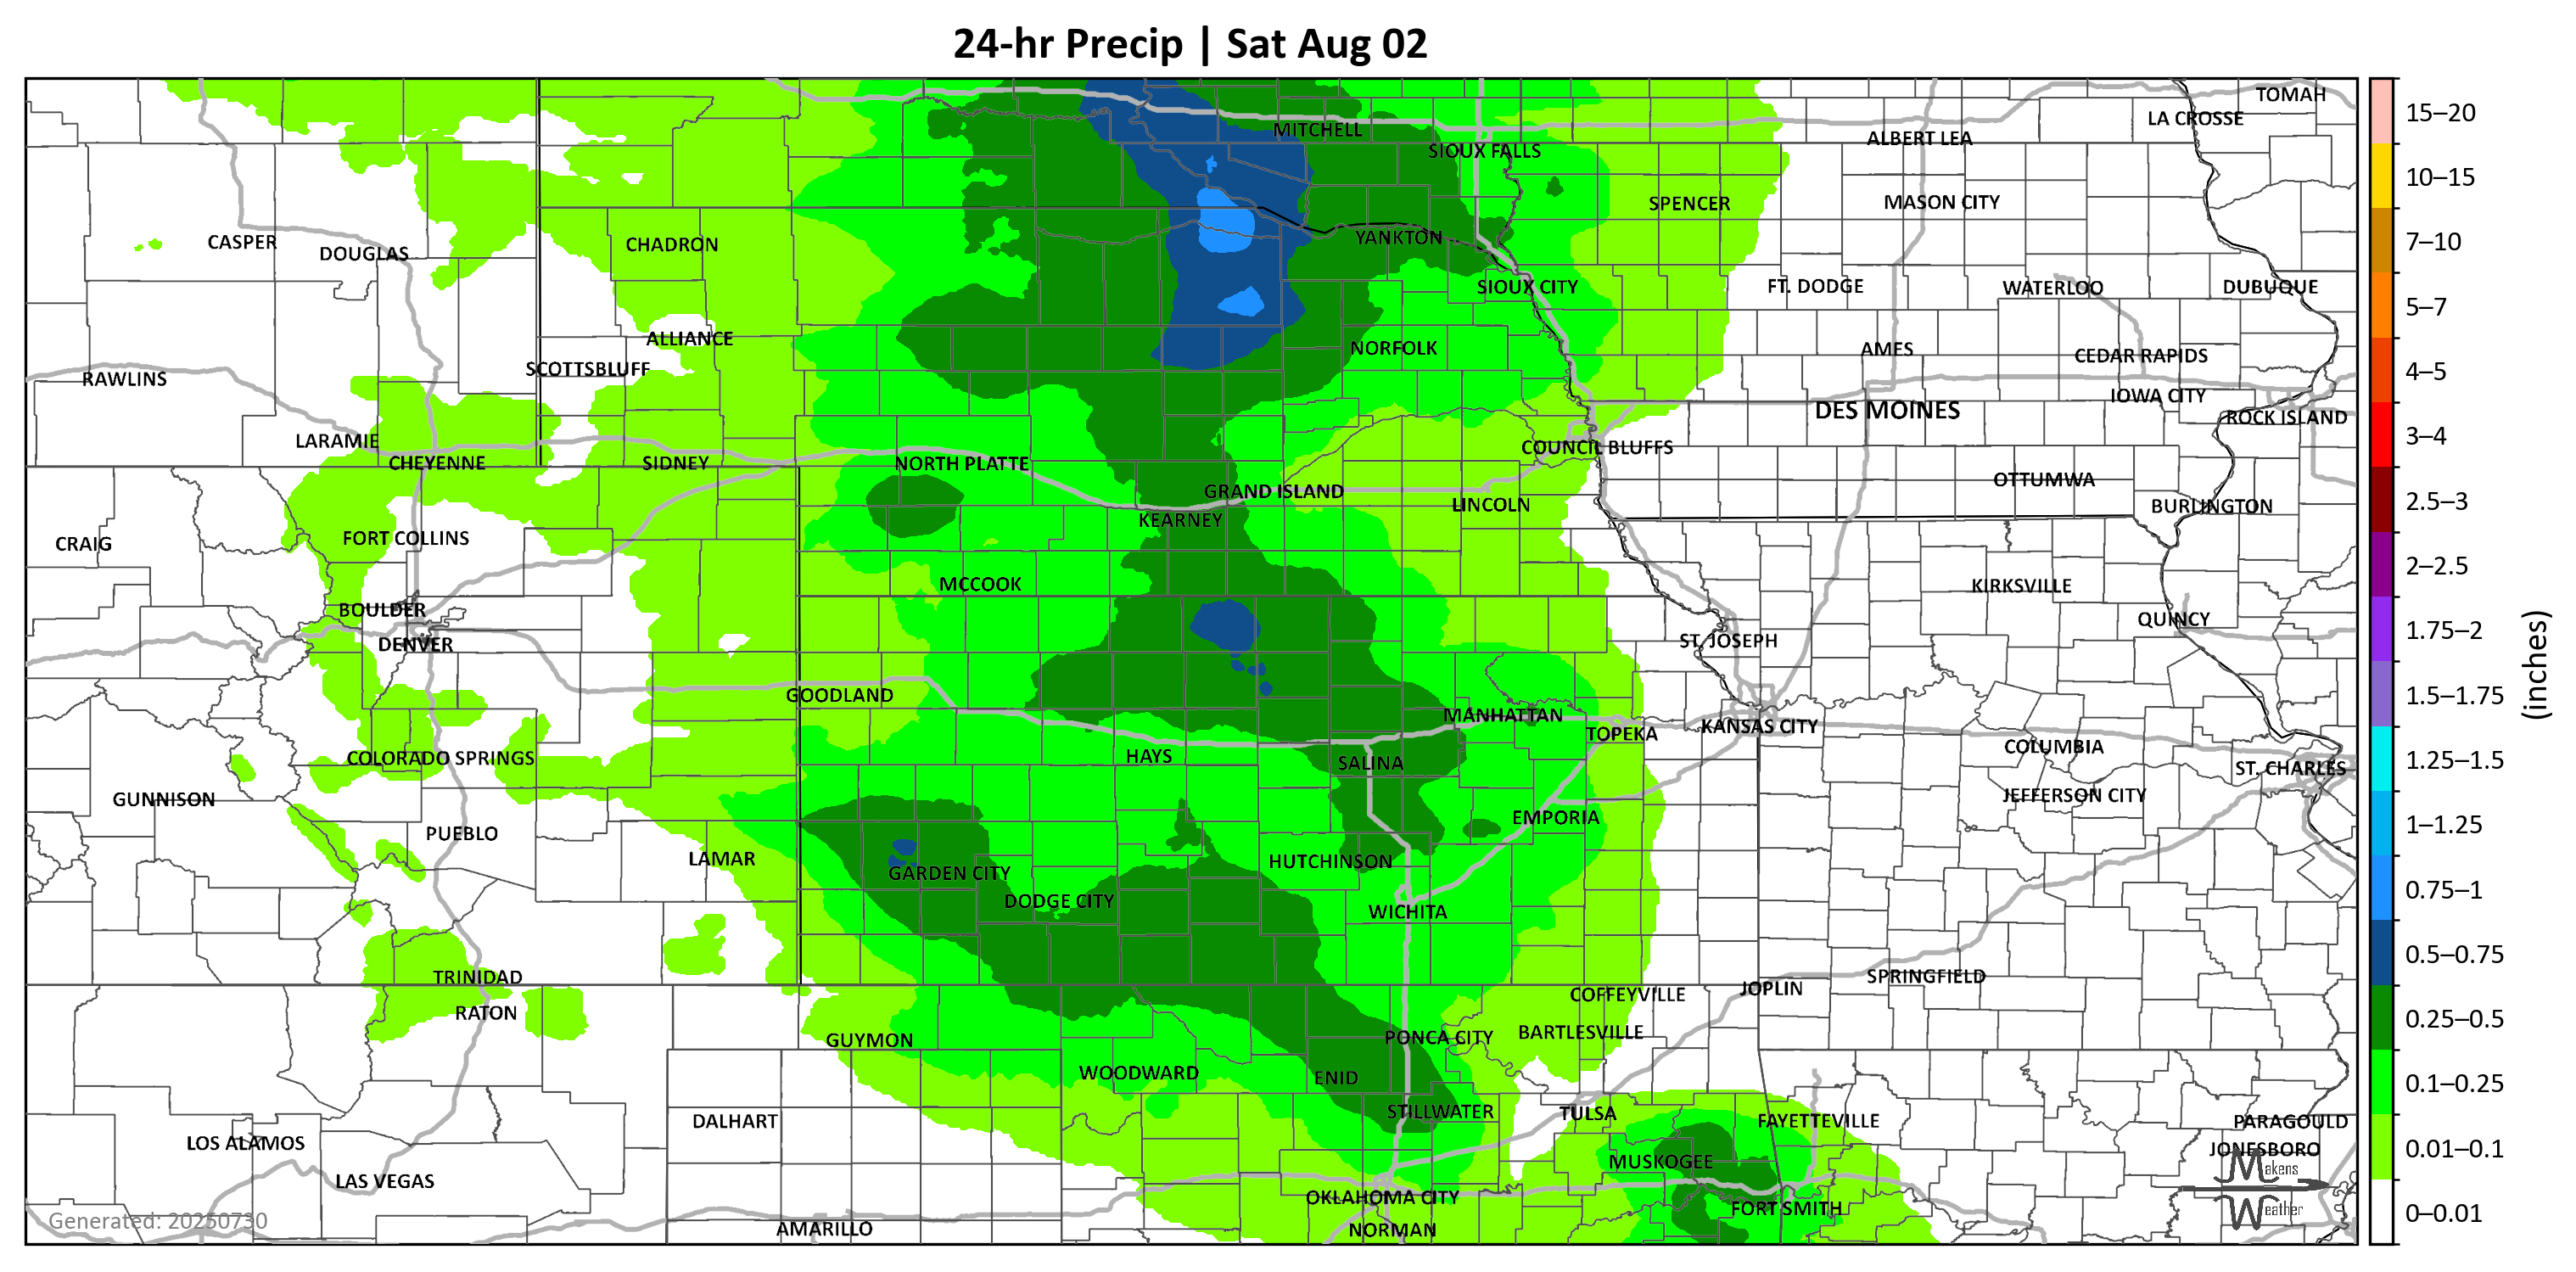 24-hr Precip | Sat Aug 02
TOMAH
15–20
LA CROSSE
MITCHELL
ALBERT LEA
SIOUX FALLS
10–15
SPENCER
MASON CITY
CASPER
DOUGLAS
CHADRON
YANKTON
7–10
SIOUX CITY
FT. DODGE
WATERLOO
DUBUQUE
5–7
ALLIANCE
NORFOLK
AMES
CEDAR RAPIDS
SCOTTSBLUFF
4–5
RAWLINS
IOWA CITY
DES MOINES
ROCK ISLAND
LARAMIE
COUNCIL BLUFFS
3–4
CHEYENNE
SIDNEY
NORTH PLATTE
OTTUMWA
GRAND ISLAND
LINCOLN
BURLINGTON
2.5–3
KEARNEY
FORT COLLINS
CRAIG
2–2.5
MCCOOK
KIRKSVILLE
BOULDER
QUINCY
1.75–2
DENVER
ST. JOSEPH
(inches)
GOODLAND
1.5–1.75
MANHATTAN
TOPEKA
KANSAS CITY
COLORADO SPRINGS
HAYS
SALINA
COLUMBIA
ST. CHARLES
1.25–1.5
GUNNISON
JEFFERSON CITY
PUEBLO
EMPORIA
1–1.25
LAMAR
GARDEN CITY
HUTCHINSON
DODGE CITY
WICHITA
0.75–1
TRINIDAD
SPRINGFIELD
0.5–0.75
COFFEYVILLE
JOPLIN
RATON
GUYMON
PONCA CITY
BARTLESVILLE
0.25–0.5
WOODWARD
ENID
0.1–0.25
DALHART
STILLWATER
TULSA
FAYETTEVILLE
PARAGOULD
LOS ALAMOS
JONESBORO
0.01–0.1
MUSKOGEE
Makens
LAS VEGAS
OKLAHOMA CITY
FORT SMITH
Weather
0–0.01
Generated: 20250730
AMARILLO
NORMAN